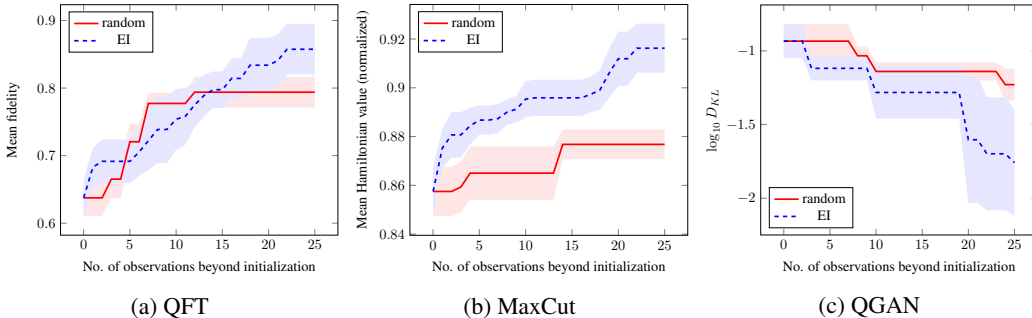 0.9
0.8
0.7
0.6
Mean fidelity
random
EI
0 5 10 15 20 25
No. of observations beyond initialization
(a) QFT
0.92
0.9
0.88
0.86
0.84
Mean Hamiltonian value (normalized)
random
EI
0 5 10 15 20 25
No. of observations beyond initialization
(b) MaxCut
−1
−1.5
−2
log₁₀ D_KL
random
EI
0 5 10 15 20 25
No. of observations beyond initialization
(c) QGAN